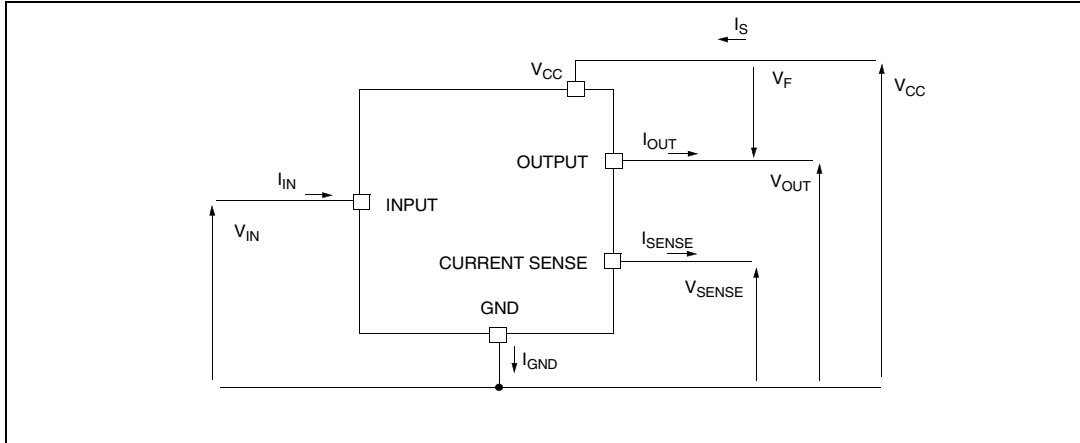 I_S
V_CC
V_F
V_CC
I_OUT
OUTPUT
V_OUT
I_IN
INPUT
V_IN
I_SENSE
CURRENT SENSE
V_SENSE
GND
I_GND